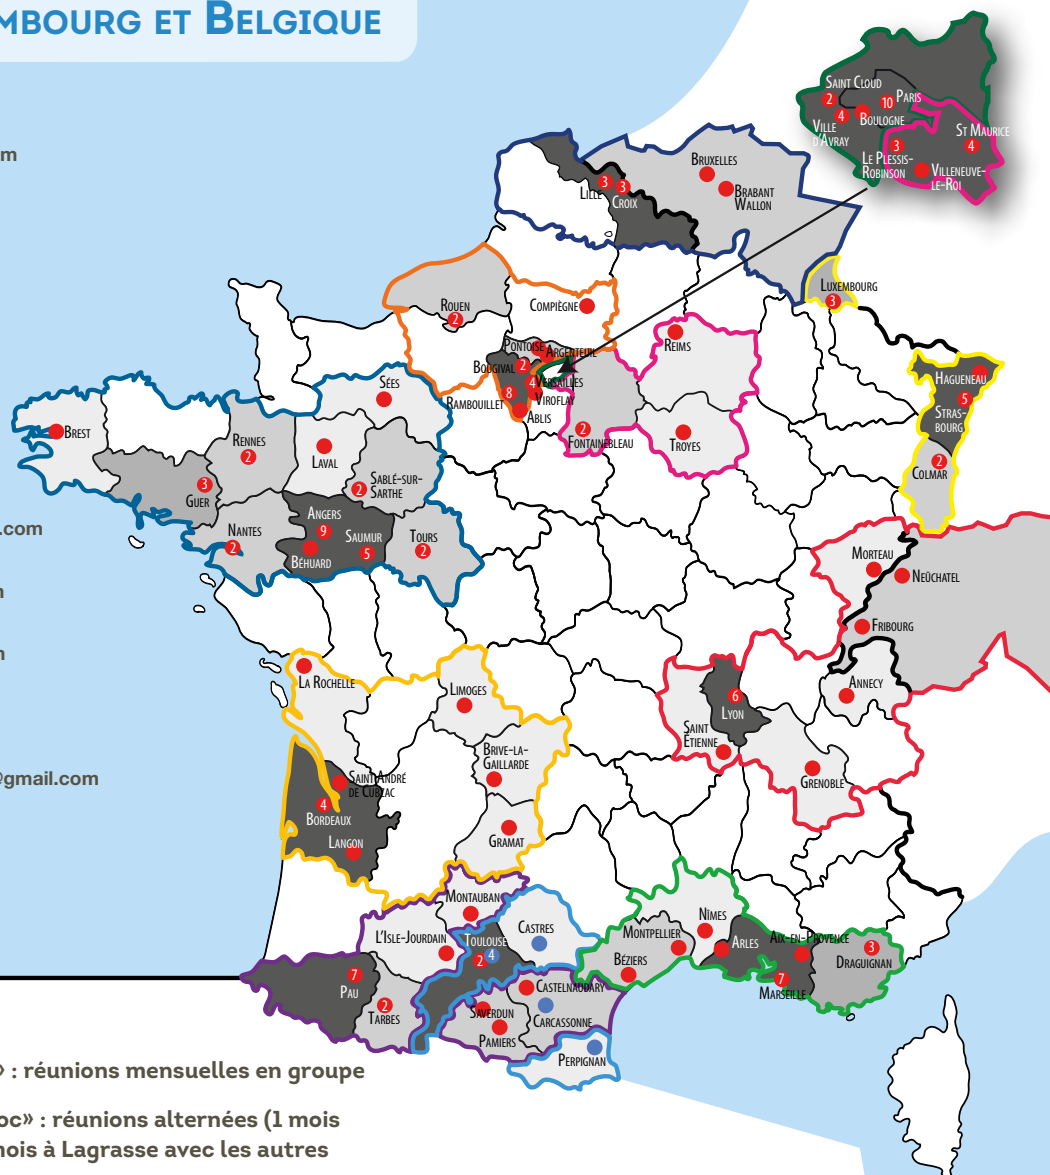 MBOURG ET BELGIQUE
m
.com
n
n
@gmail.com
SAINT CLOUD
2
10 PARIS
4
BOULOGNE
VILLE
D'AVRAY
ST MAURICE
4
3
LE PLESSIS-
ROBINSON
VILLENEUVE-
LE-ROI
BRUXELLES
BRABANT
WALLON
LILLE
3
3
CROIX
LUXEMBOURG
3
ROUEN
2
COMPIÈGNE
REIMS
PONTOISE
ARGENTEUIL
BOUGIVAL
2
4
VERSAILLES
VIROFLAY
8
RAMBOUILLET
ABLIS
HAGUENEAU
5
STRAS-
BOURG
2
COLMAR
SÉES
BREST
RENNES
2
LAVAL
2
FONTAINEBLEAU
TROYES
3
GUER
2
SABLÉ-SUR-
SARTHE
NANTES
2
ANGERS
9
SAUMUR
5
BÉHUARD
TOURS
2
MORTEAU
NEÛCHATEL
FRIBOURG
LA ROCHELLE
LIMOGES
6
LYON
ANNECY
SAINT
ETIENNE
GRENOBLE
BRIVE-LA-
GAILLARDE
SAINT ANDRÉ
DE CUBZAC
4
BORDEAUX
LANGON
GRAMAT
MONTAUBAN
L'ISLE-JOURDAIN
TOULOUSE
2
4
CASTRES
NÎMES
MONTPELLIER
ARLES
AIX-EN-PROVENCE
3
DRAGUIGNAN
BÉZIERS
7
MARSEILLE
7
PAU
2
TARBES
CASTELNAUDARY
SAVERDUN
CARCASSONNE
PAMIERS
PERPIGNAN
» : réunions mensuelles en groupe
oc» : réunions alternées (1 mois
mois à Lagrasse avec les autres